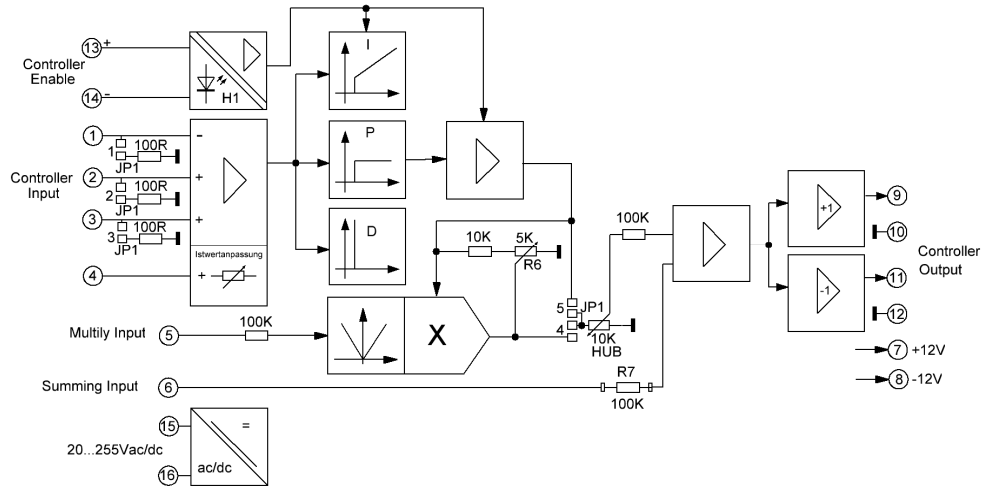 13 +
Controller
Enable
14 -
H1
I
1
-
100R
1
JP1
Controller
Input
2
+
100R
2
JP1
3
+
100R
3
JP1
Istwertanpassung
4
+
P
D
10K
5K
R6
100K
5
JP1
4
10K
HUB
Multily Input
5
100K
X
Summing Input
6
R7
100K
+1
-1
9
10
Controller
Output
11
12
7 +12V
8 -12V
15
20...255Vac/dc
16
=
ac/dc